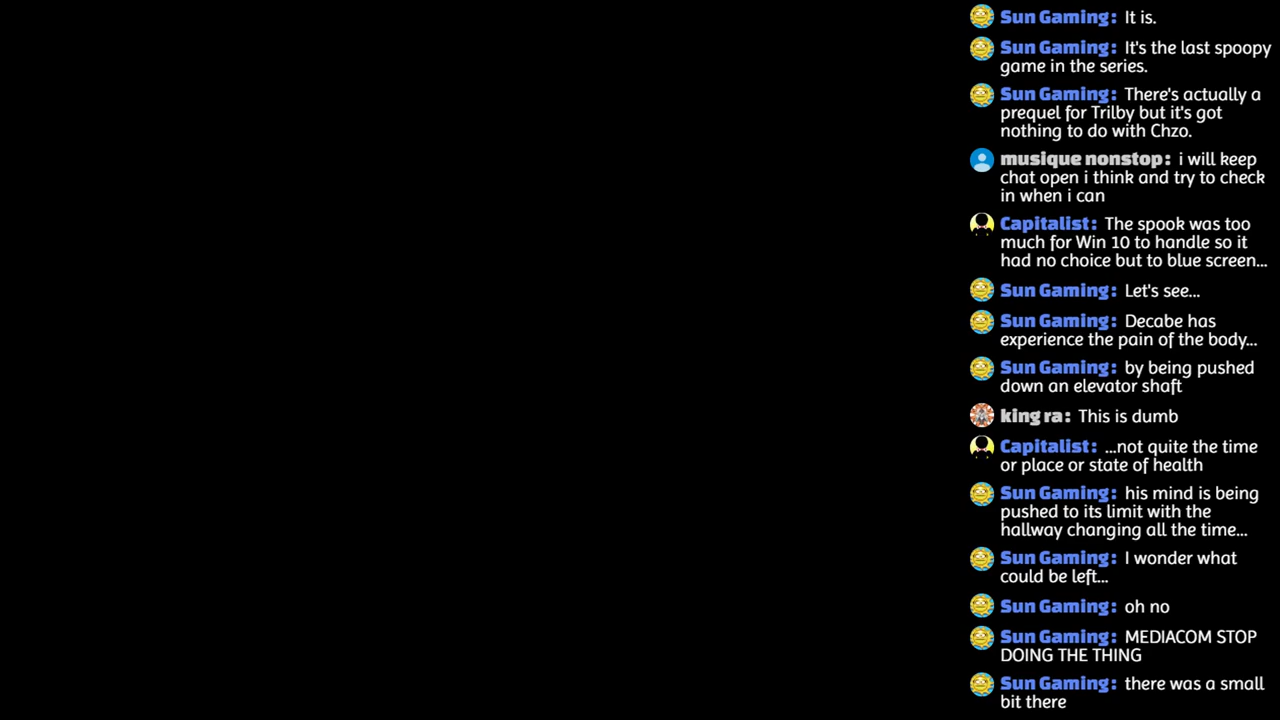 Sun Gaming: It is.
Sun Gaming: It's the last spoopy
game in the series.
Sun Gaming: There's actually a
prequel for Trilby but it's got
nothing to do with Chzo.
musique nonstop: i will keep
chat open i think and try to check
in when i can
Capitalist: The spook was too
much for Win 10 to handle so it
had no choice but to blue screen...
Sun Gaming: Let's see...
Sun Gaming: Decabe has
experience the pain of the body...
Sun Gaming: by being pushed
down an elevator shaft
king ra: This is dumb
Capitalist: ...not quite the time
or place or state of health
Sun Gaming: his mind is being
pushed to its limit with the
hallway changing all the time...
Sun Gaming: I wonder what
could be left...
Sun Gaming: oh no
Sun Gaming: MEDIACOM STOP
DOING THE THING
Sun Gaming: there was a small
bit there